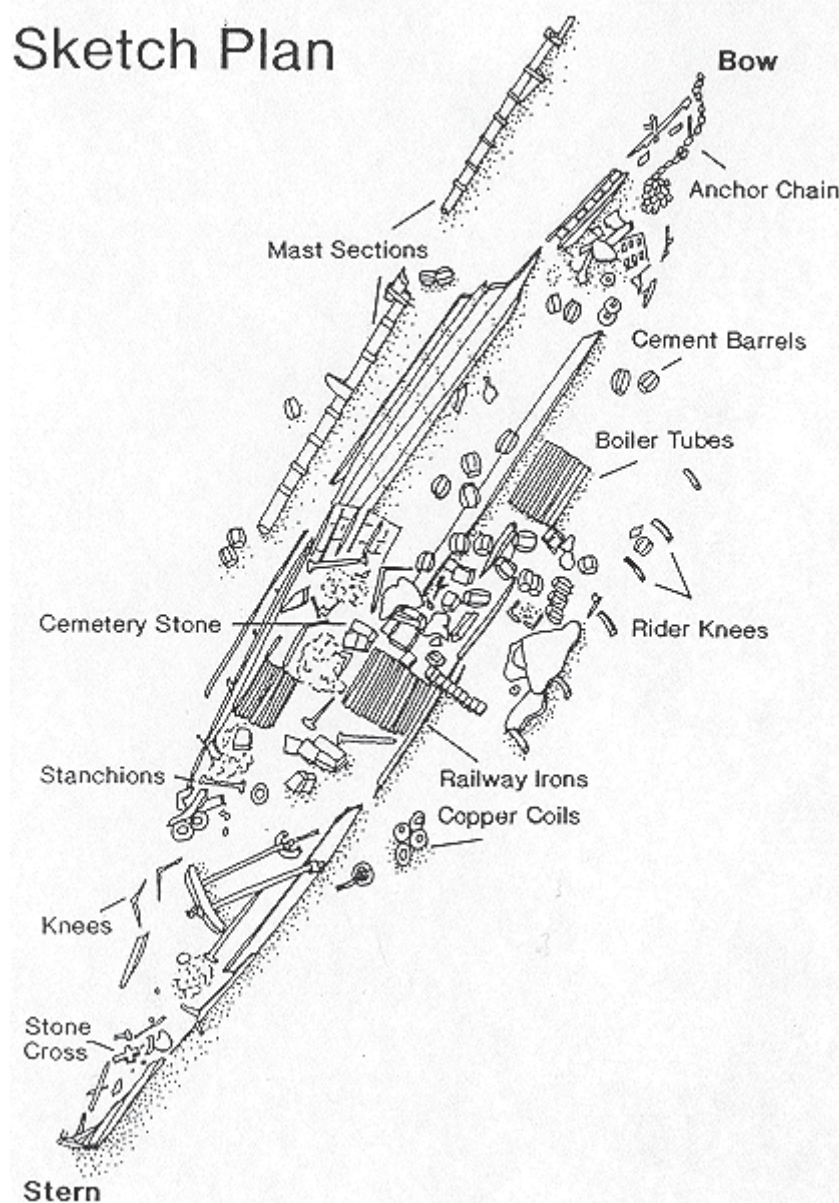 Sketch Plan
Bow
Anchor Chain
Mast Sections
Cement Barrels
Boiler Tubes
Cemetery Stone
Rider Knees
Stanchions
Railway Irons
Copper Coils
Knees
Stone
Cross
Stern